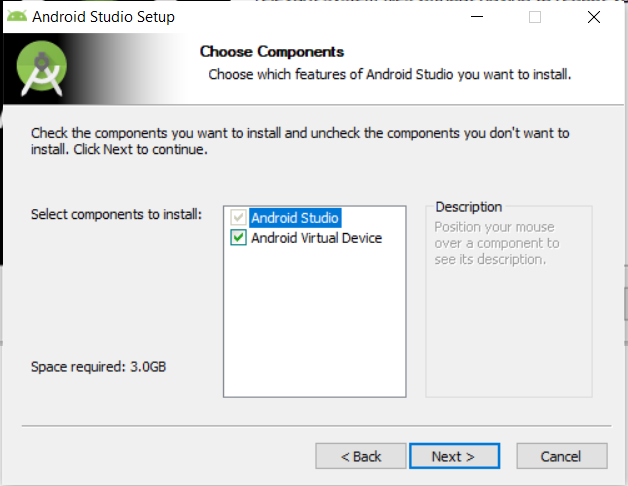 Android Studio Setup
Choose Components
Choose which features of Android Studio you want to install.
Check the components you want to install and uncheck the components you don't want to
install. Click Next to continue.
Select components to install:
Android Studio
Android Virtual Device
Description
Position your mouse
over a component to
see its description.
Space required: 3.0GB
< Back
Next >
Cancel